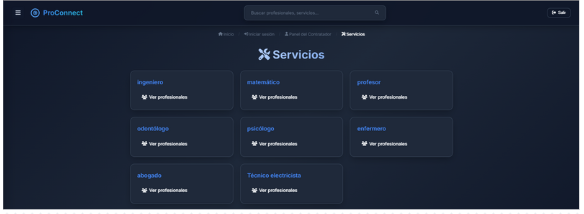 ProConnect
Buscar profesionales, servicios...
Salir
Inicio
Iniciar sesión
Panel del Contratador
Servicios
Servicios
ingeniero
matemático
profesor
Ver profesionales
Ver profesionales
Ver profesionales
odontólogo
psicólogo
enfermero
Ver profesionales
Ver profesionales
Ver profesionales
abogado
Técnico electricista
Ver profesionales
Ver profesionales